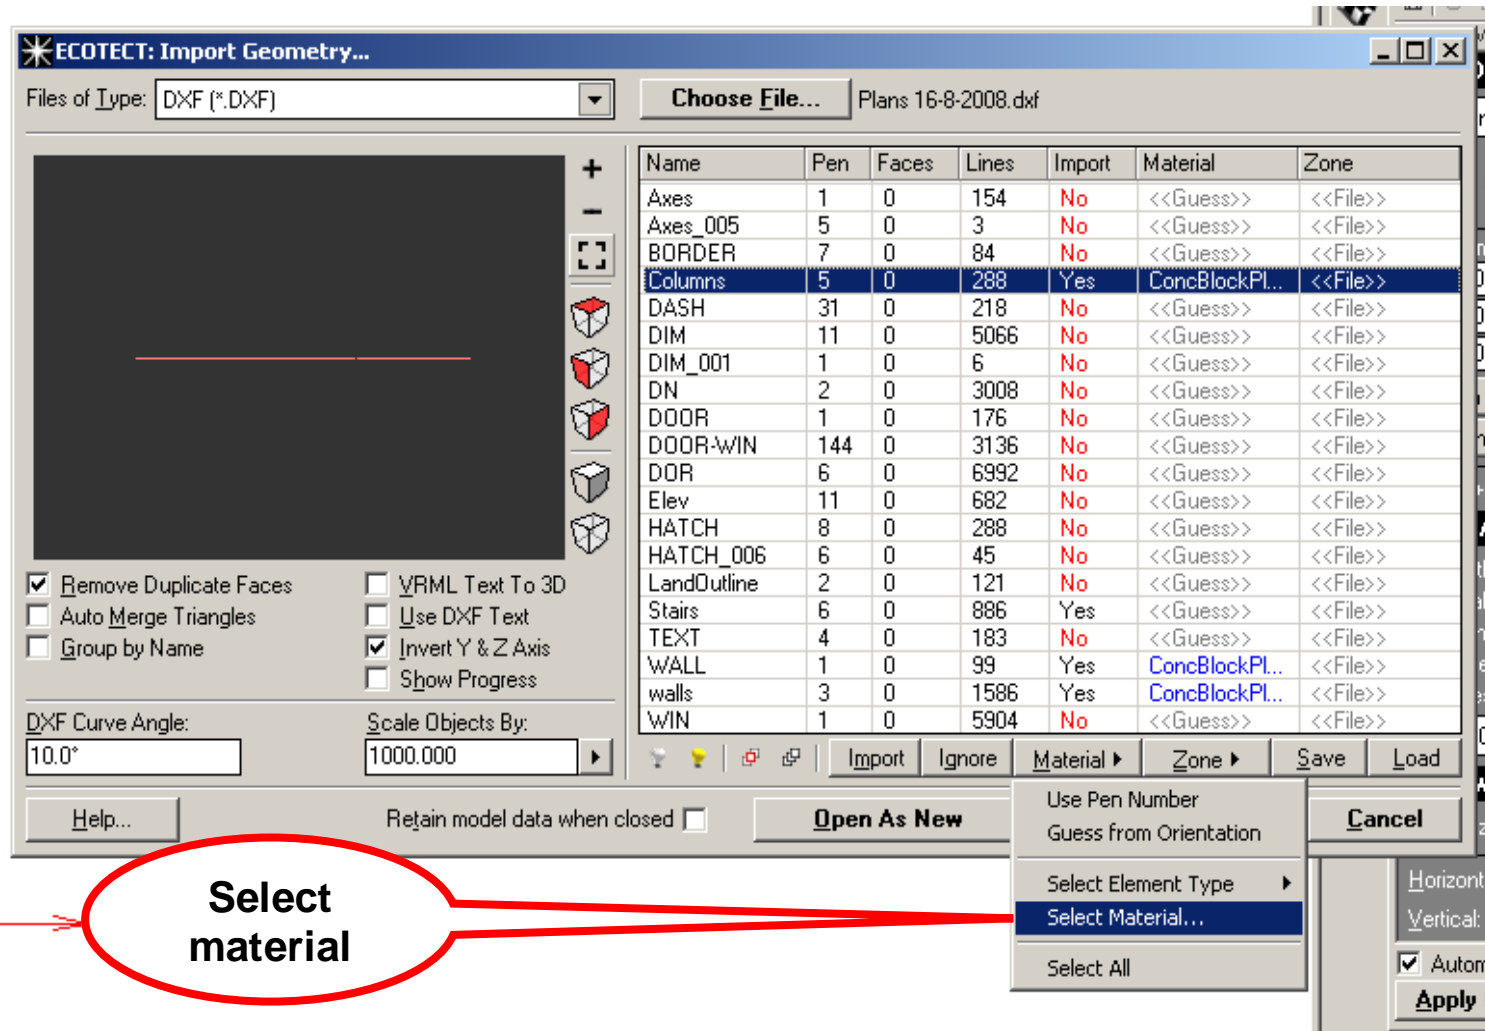 ECOTECT: Import Geometry...
Files of Type: DXF (*.DXF) Choose File... Plans 16-8-2008.dxf
Name Pen Faces Lines Import Material Zone
Axes 1 0 154 No <<Guess>> <<File>>
Axes_005 5 0 3 No <<Guess>> <<File>>
BORDER 7 0 84 No <<Guess>> <<File>>
Columns 5 0 288 Yes ConcBlockPl... <<File>>
DASH 31 0 218 No <<Guess>> <<File>>
DIM 11 0 5066 No <<Guess>> <<File>>
DIM_001 1 0 6 No <<Guess>> <<File>>
DN 2 0 3008 No <<Guess>> <<File>>
DOOR 1 0 176 No <<Guess>> <<File>>
DOOR-WIN 144 0 3136 No <<Guess>> <<File>>
DOR 6 0 6992 No <<Guess>> <<File>>
Elev 11 0 682 No <<Guess>> <<File>>
HATCH 8 0 288 No <<Guess>> <<File>>
HATCH_006 6 0 45 No <<Guess>> <<File>>
LandOutline 2 0 121 No <<Guess>> <<File>>
Stairs 6 0 886 Yes <<Guess>> <<File>>
TEXT 4 0 183 No <<Guess>> <<File>>
WALL 1 0 99 Yes ConcBlockPl... <<File>>
walls 3 0 1586 Yes ConcBlockPl... <<File>>
WIN 1 0 5904 No <<Guess>> <<File>>
Remove Duplicate Faces VRML Text To 3D
Auto Merge Triangles Use DXF Text
Group by Name Invert Y & Z Axis
Show Progress
DXF Curve Angle: Scale Objects By:
10.0° 1000.000
Import Ignore Material Zone Save Load
Help... Retain model data when closed Open As New Cancel
Use Pen Number
Guess from Orientation
Select Element Type
Select Material...
Select All
Select
material
Horizont
Vertical:
Autom
Apply